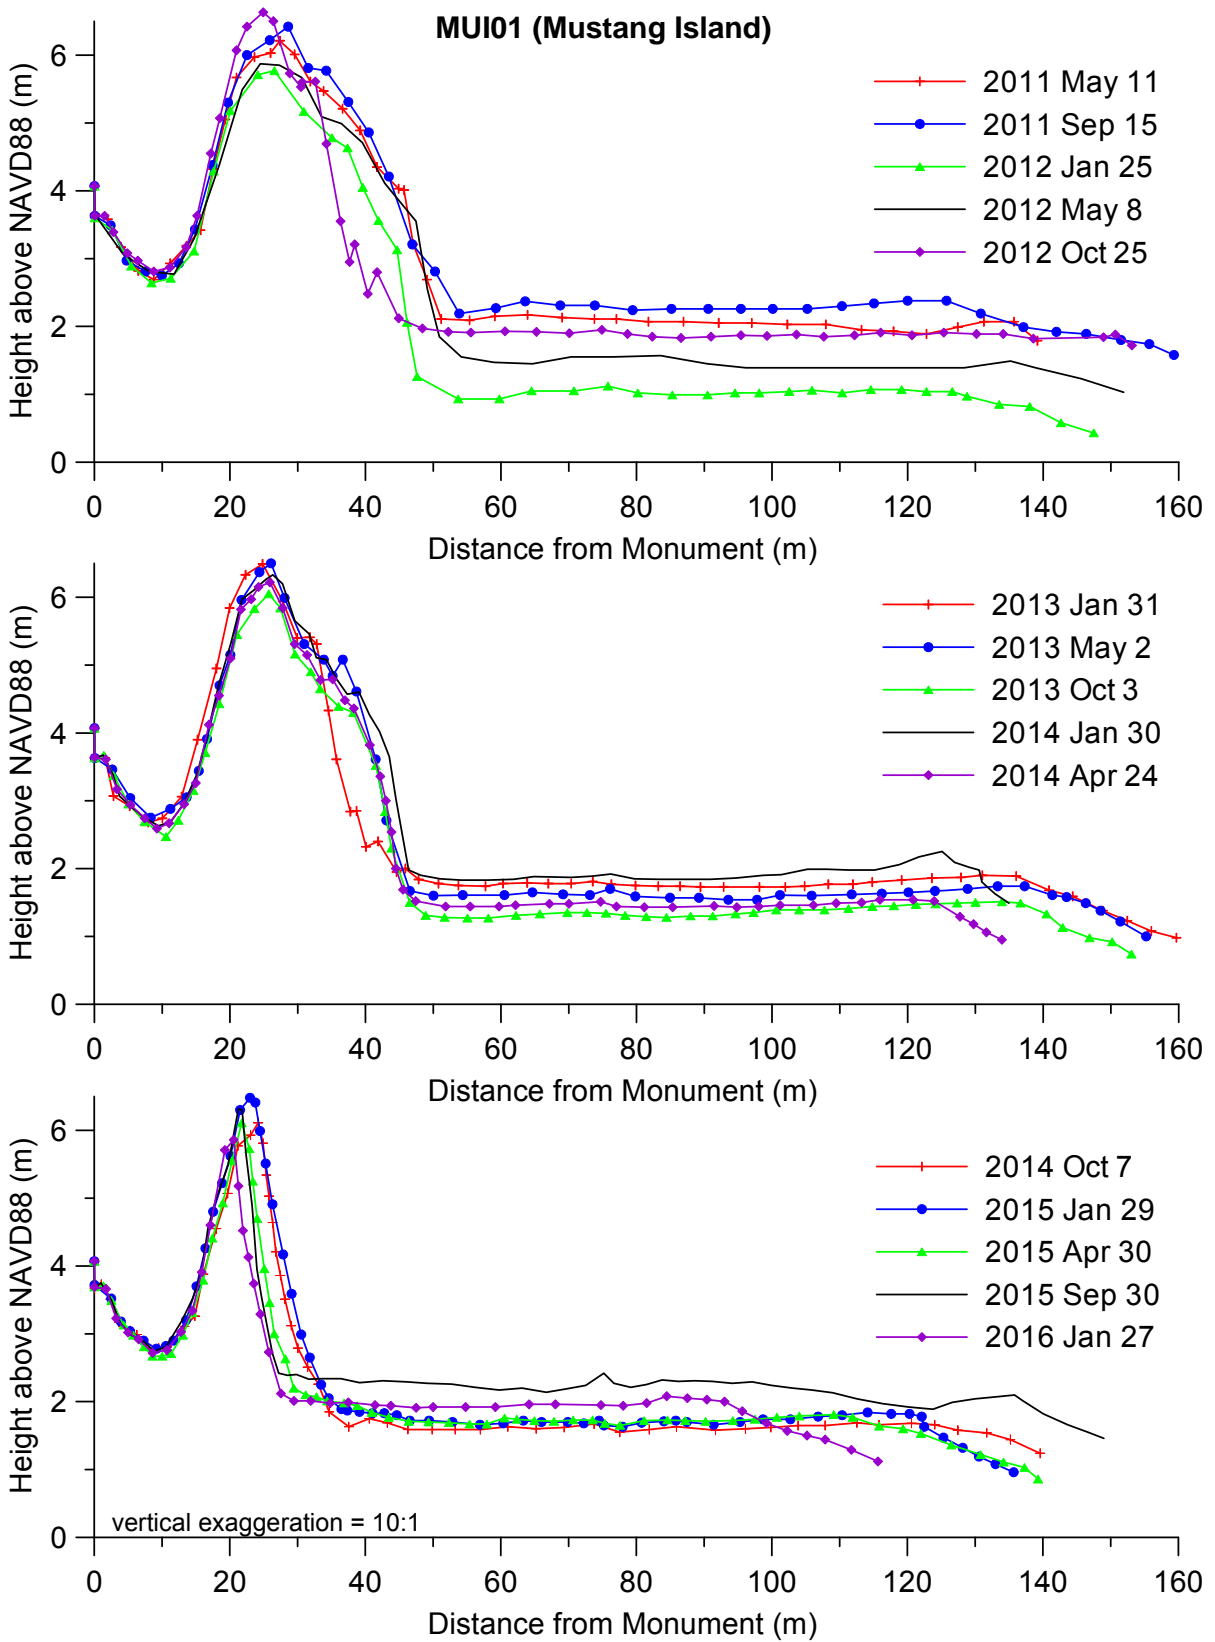 MUI01 (Mustang Island)
Height above NAVD88 (m)
6
4
2
0
2011 May 11
2011 Sep 15
2012 Jan 25
2012 May 8
2012 Oct 25
0 20 40 60 80 100 120 140 160
Distance from Monument (m)
Height above NAVD88 (m)
6
4
2
0
2013 Jan 31
2013 May 2
2013 Oct 3
2014 Jan 30
2014 Apr 24
0 20 40 60 80 100 120 140 160
Distance from Monument (m)
Height above NAVD88 (m)
6
4
2
0
2014 Oct 7
2015 Jan 29
2015 Apr 30
2015 Sep 30
2016 Jan 27
vertical exaggeration = 10:1
0 20 40 60 80 100 120 140 160
Distance from Monument (m)